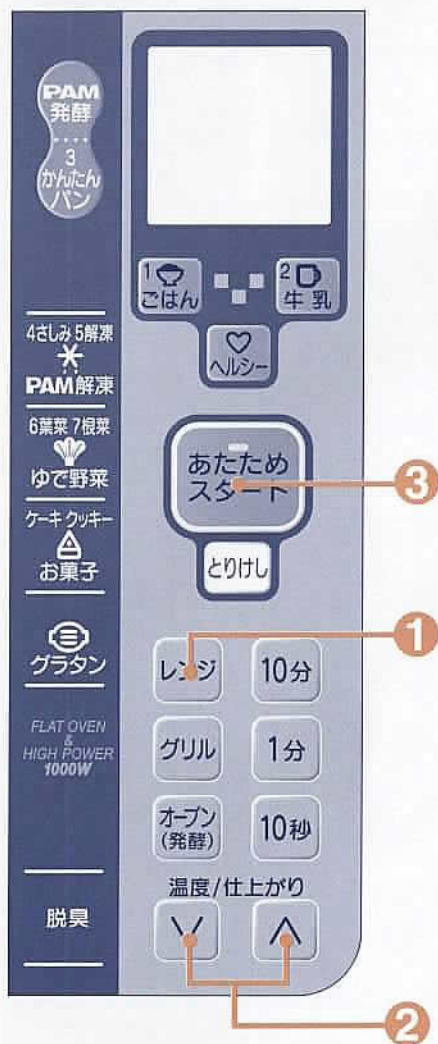 PAM
発酵
3
かんたん
パン
1
ごはん
2
牛乳
ヘルシー
4さしみ 5解凍
PAM解凍
6葉菜 7根菜
ゆで野菜
ケーキ クッキー
お菓子
グラタン
FLAT OVEN
&
HIGH POWER
1000W
脱臭
あたため
スタート
3
とりけし
1
レンジ
10分
グリル
1分
オーブン
(発酵)
10秒
温度/仕上がり
2